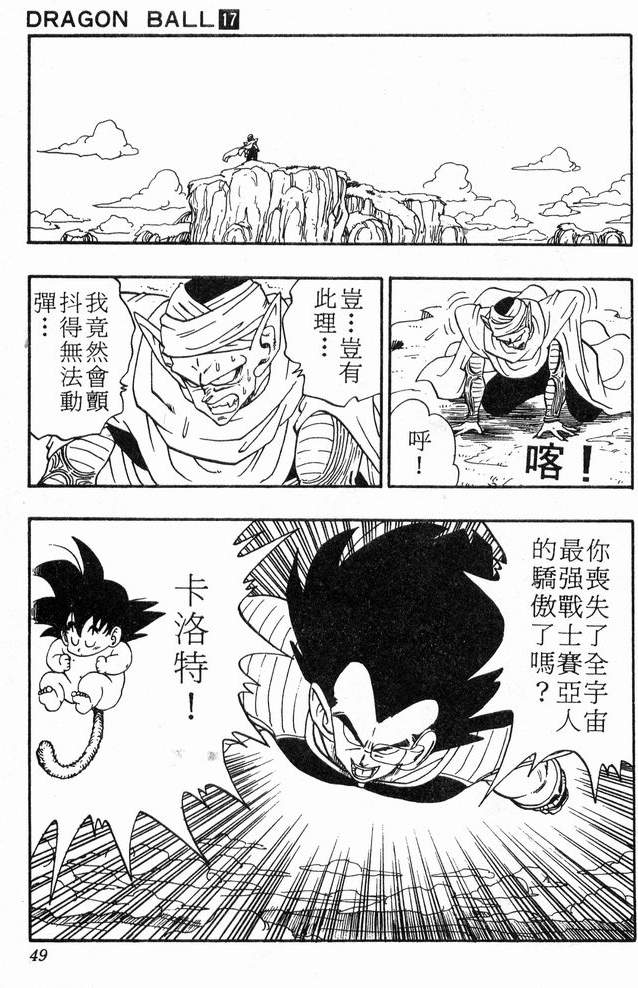 DRAGON BALL 17
喀！
呼！
豈…豈有
此理…
我竟然會顫
抖得無法動
彈…
你喪失了全宇宙
最强戰士賽亞人
的驕傲了嗎？
卡洛特！
49